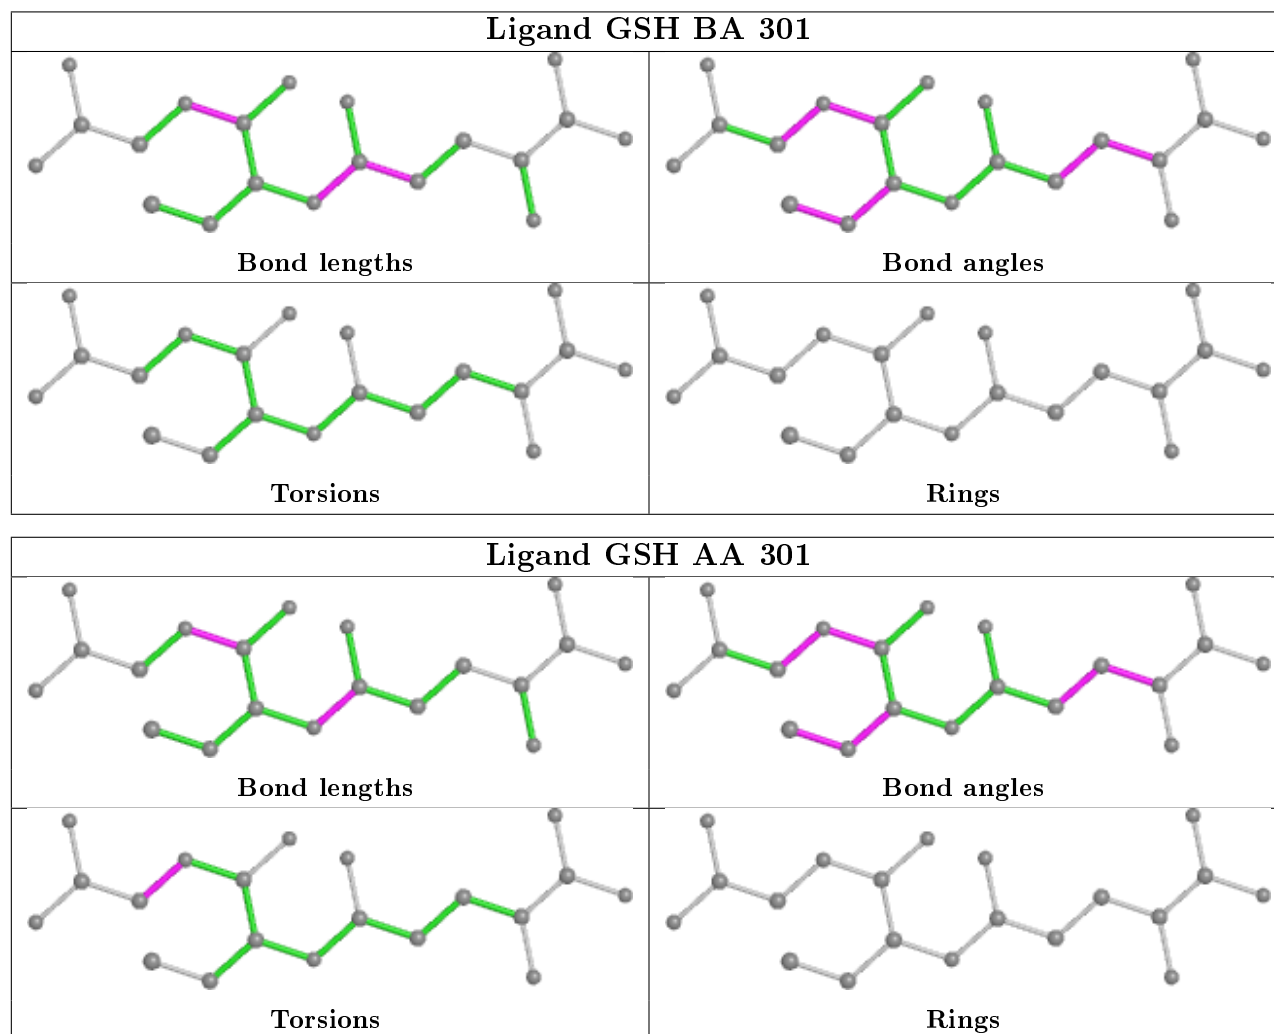 Ligand GSH BA 301
Bond lengths
Bond angles
Torsions
Rings
Ligand GSH AA 301
Bond lengths
Bond angles
Torsions
Rings